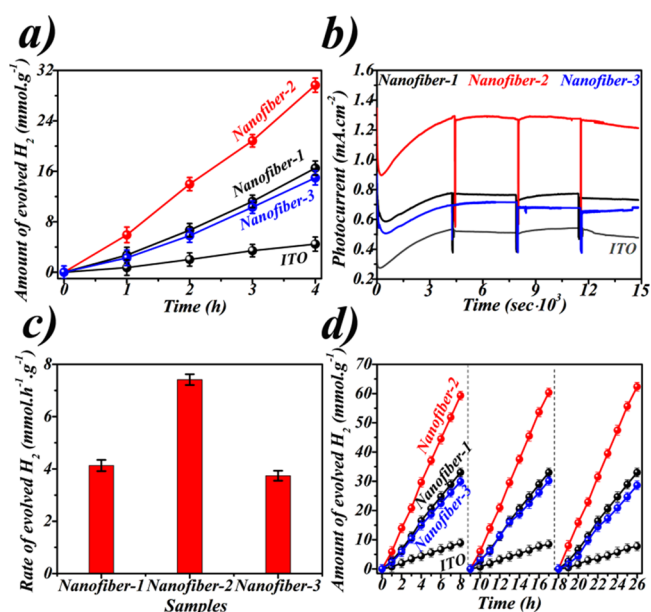 a)
Amount of evolved H2 (mmol.g-1)
32
24
16
8
0
Nanofiber-2
Nanofiber-1
Nanofiber-3
ITO
0 1 2 3 4
Time (h)
b)
Photocurrent (mA.cm-2)
1.6
1.4
1.2
1.0
0.8
0.6
0.4
0.2
Nanofiber-1 Nanofiber-2 Nanofiber-3
ITO
0 3 6 9 12 15
Time (sec·10³)
c)
Rate of evolved H2 (mmol.h-1.g-1)
8
6
4
2
0
Nanofiber-1 Nanofiber-2 Nanofiber-3
Samples
d)
Amount of evolved H2 (mmol.g-1)
70
60
50
40
30
20
10
0
Nanofiber-2
Nanofiber-1
Nanofiber-3
ITO
0 2 4 6 8 10 12 14 16 18 20 22 24 26
Time (h)